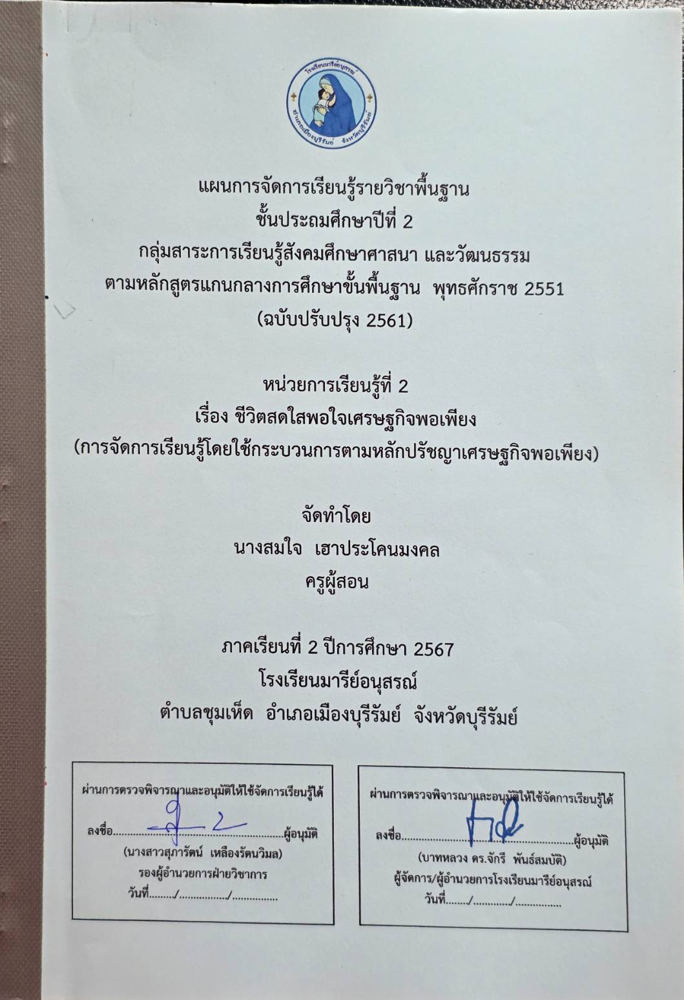 โรงเรียนมารีย์อนุสรณ์
อำเภอเมืองบุรีรัมย์ จังหวัดบุรีรัมย์
แผนการจัดการเรียนรู้รายวิชาพื้นฐาน
ชั้นประถมศึกษาปีที่ 2
กลุ่มสาระการเรียนรู้สังคมศึกษาศาสนา และวัฒนธรรม
ตามหลักสูตรแกนกลางการศึกษาขั้นพื้นฐาน พุทธศักราช 2551
(ฉบับปรับปรุง 2561)
หน่วยการเรียนรู้ที่ 2
เรื่อง ชีวิตสดใสพอใจเศรษฐกิจพอเพียง
(การจัดการเรียนรู้โดยใช้กระบวนการตามหลักปรัชญาเศรษฐกิจพอเพียง)
จัดทำโดย
นางสมใจ เฮาประโคนมงคล
ครูผู้สอน
ภาคเรียนที่ 2 ปีการศึกษา 2567
โรงเรียนมารีย์อนุสรณ์
ตำบลชุมเห็ด อำเภอเมืองบุรีรัมย์ จังหวัดบุรีรัมย์
ผ่านการตรวจพิจารณาและอนุมัติให้ใช้จัดการเรียนรู้ได้
ลงชื่อ............................................................ผู้อนุมัติ
(นางสาวสุภารัตน์ เหลืองรัตนวิมล)
รองผู้อำนวยการฝ่ายวิชาการ
วันที่........./................./................
ผ่านการตรวจพิจารณาและอนุมัติให้ใช้จัดการเรียนรู้ได้
ลงชื่อ............................................................ผู้อนุมัติ
(บาทหลวง ดร.จักรี พันธ์สมบัติ)
ผู้จัดการ/ผู้อำนวยการโรงเรียนมารีย์อนุสรณ์
วันที่......../............./................